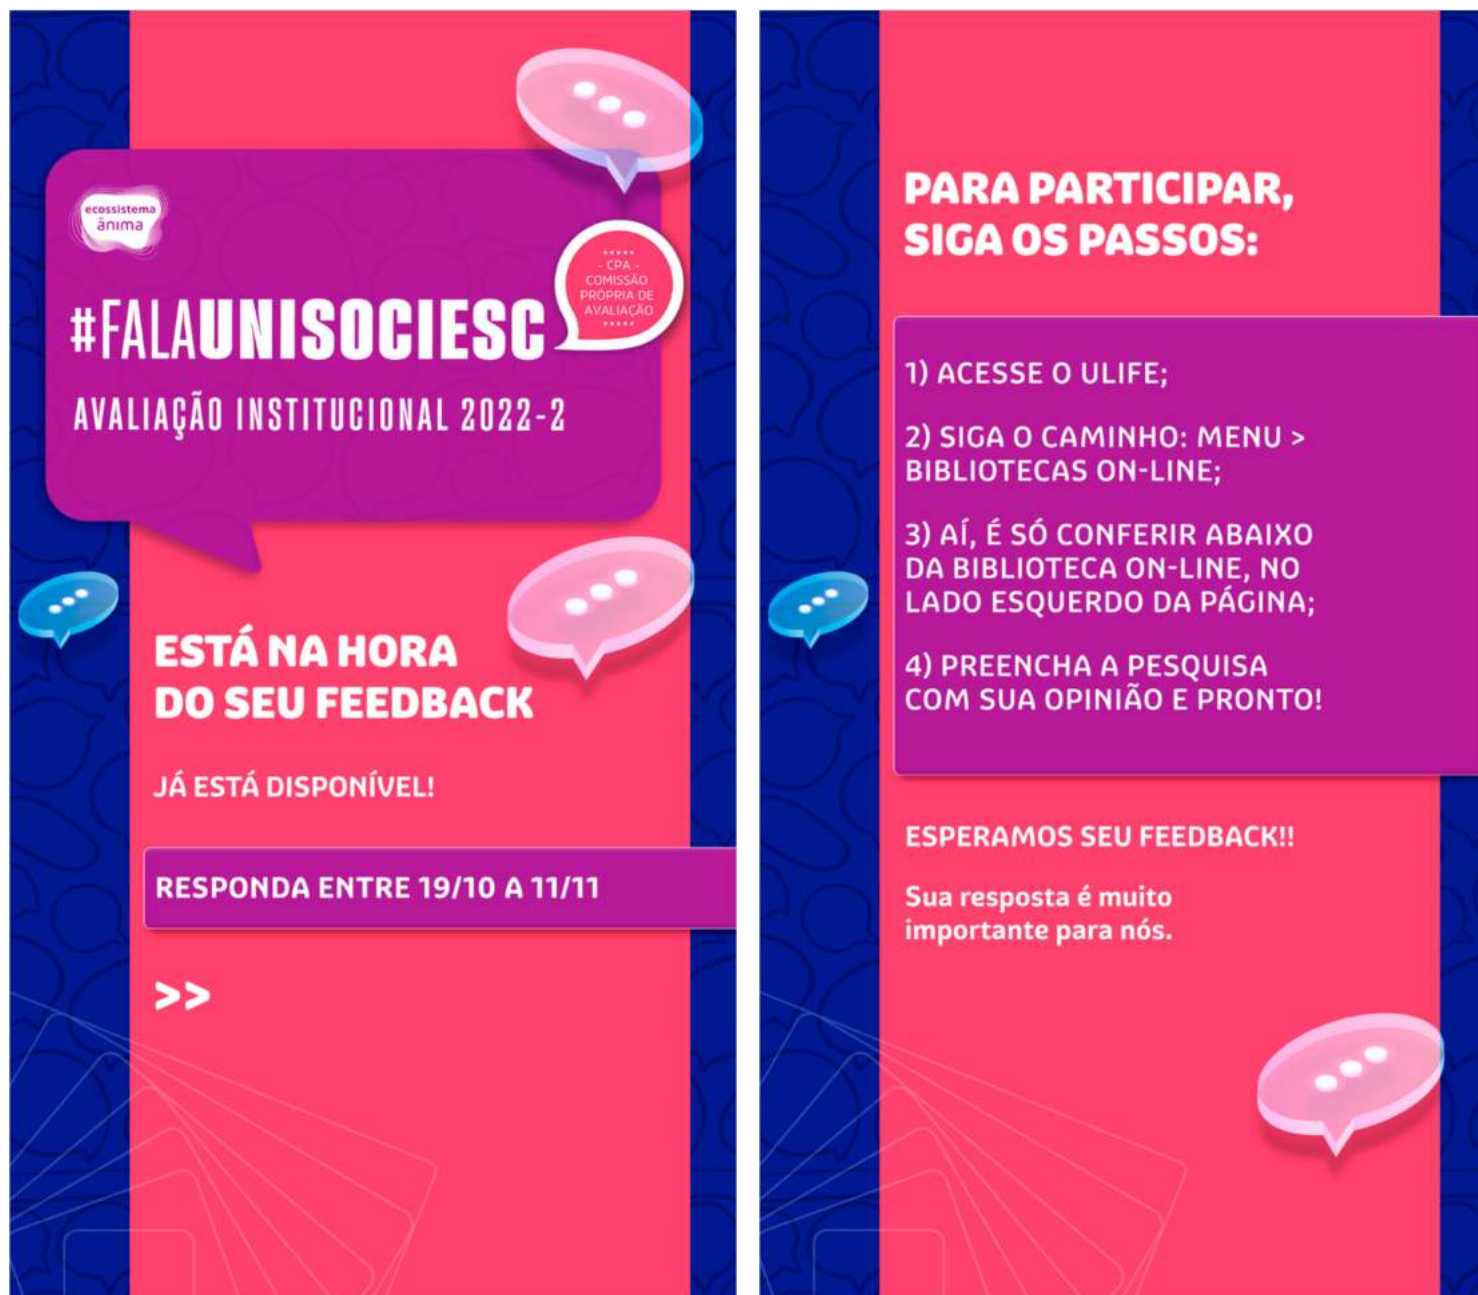 ecossistema
ănıma
- CPA -
COMISSÃO
PRÓPRIA DE
AVALIAÇÃO
#FALAUNISOCIESC
AVALIAÇÃO INSTITUCIONAL 2022-2
ESTÁ NA HORA
DO SEU FEEDBACK
JÁ ESTÁ DISPONÍVEL!
RESPONDA ENTRE 19/10 A 11/11
>>
PARA PARTICIPAR,
SIGA OS PASSOS:
1) ACESSE O ULIFE;
2) SIGA O CAMINHO: MENU >
BIBLIOTECAS ON-LINE;
3) AÍ, É SÓ CONFERIR ABAIXO
DA BIBLIOTECA ON-LINE, NO
LADO ESQUERDO DA PÁGINA;
4) PREENCHA A PESQUISA
COM SUA OPINIÃO E PRONTO!
ESPERAMOS SEU FEEDBACK!!
Sua resposta é muito
importante para nós.